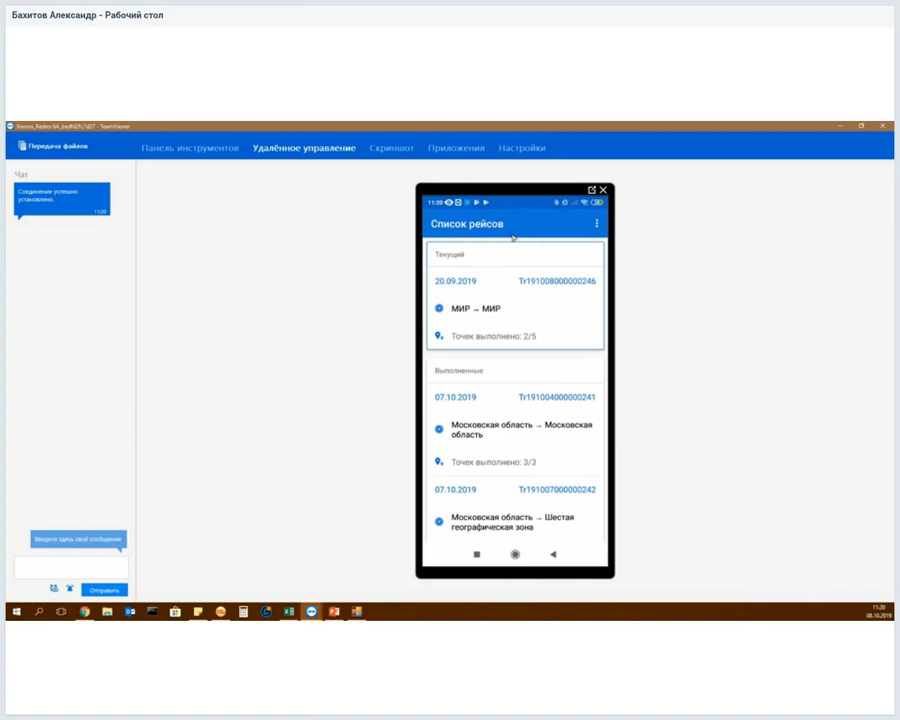 Бахитов Александр - Рабочий стол
Передача файлов
Панель инструментов Удалённое управление Скриншот Приложения Настройки
Чат
Соединение успешно
установлено.
11:20
11:20
Список рейсов
Текущий
20.09.2019 Tr191008000000246
МИР → МИР
Точек выполнено: 2/5
Выполненные
07.10.2019 Tr191004000000241
Московская область → Московская
область
Точек выполнено: 3/3
07.10.2019 Tr191007000000242
Московская область → Шестая
географическая зона
Введите здесь своё сообщение
Отправить
11:20
08.10.2019